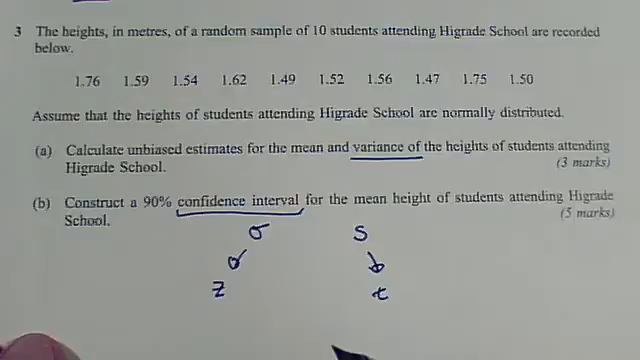 3 The heights, in metres, of a random sample of 10 students attending Higrade School are recorded
below.
1.76 1.59 1.54 1.62 1.49 1.52 1.56 1.47 1.75 1.50
Assume that the heights of students attending Higrade School are normally distributed.
(a) Calculate unbiased estimates for the mean and variance of the heights of students attending
Higrade School. (3 marks)
(b) Construct a 90% confidence interval for the mean height of students attending Higrade
School. (5 marks)
σ s
z t